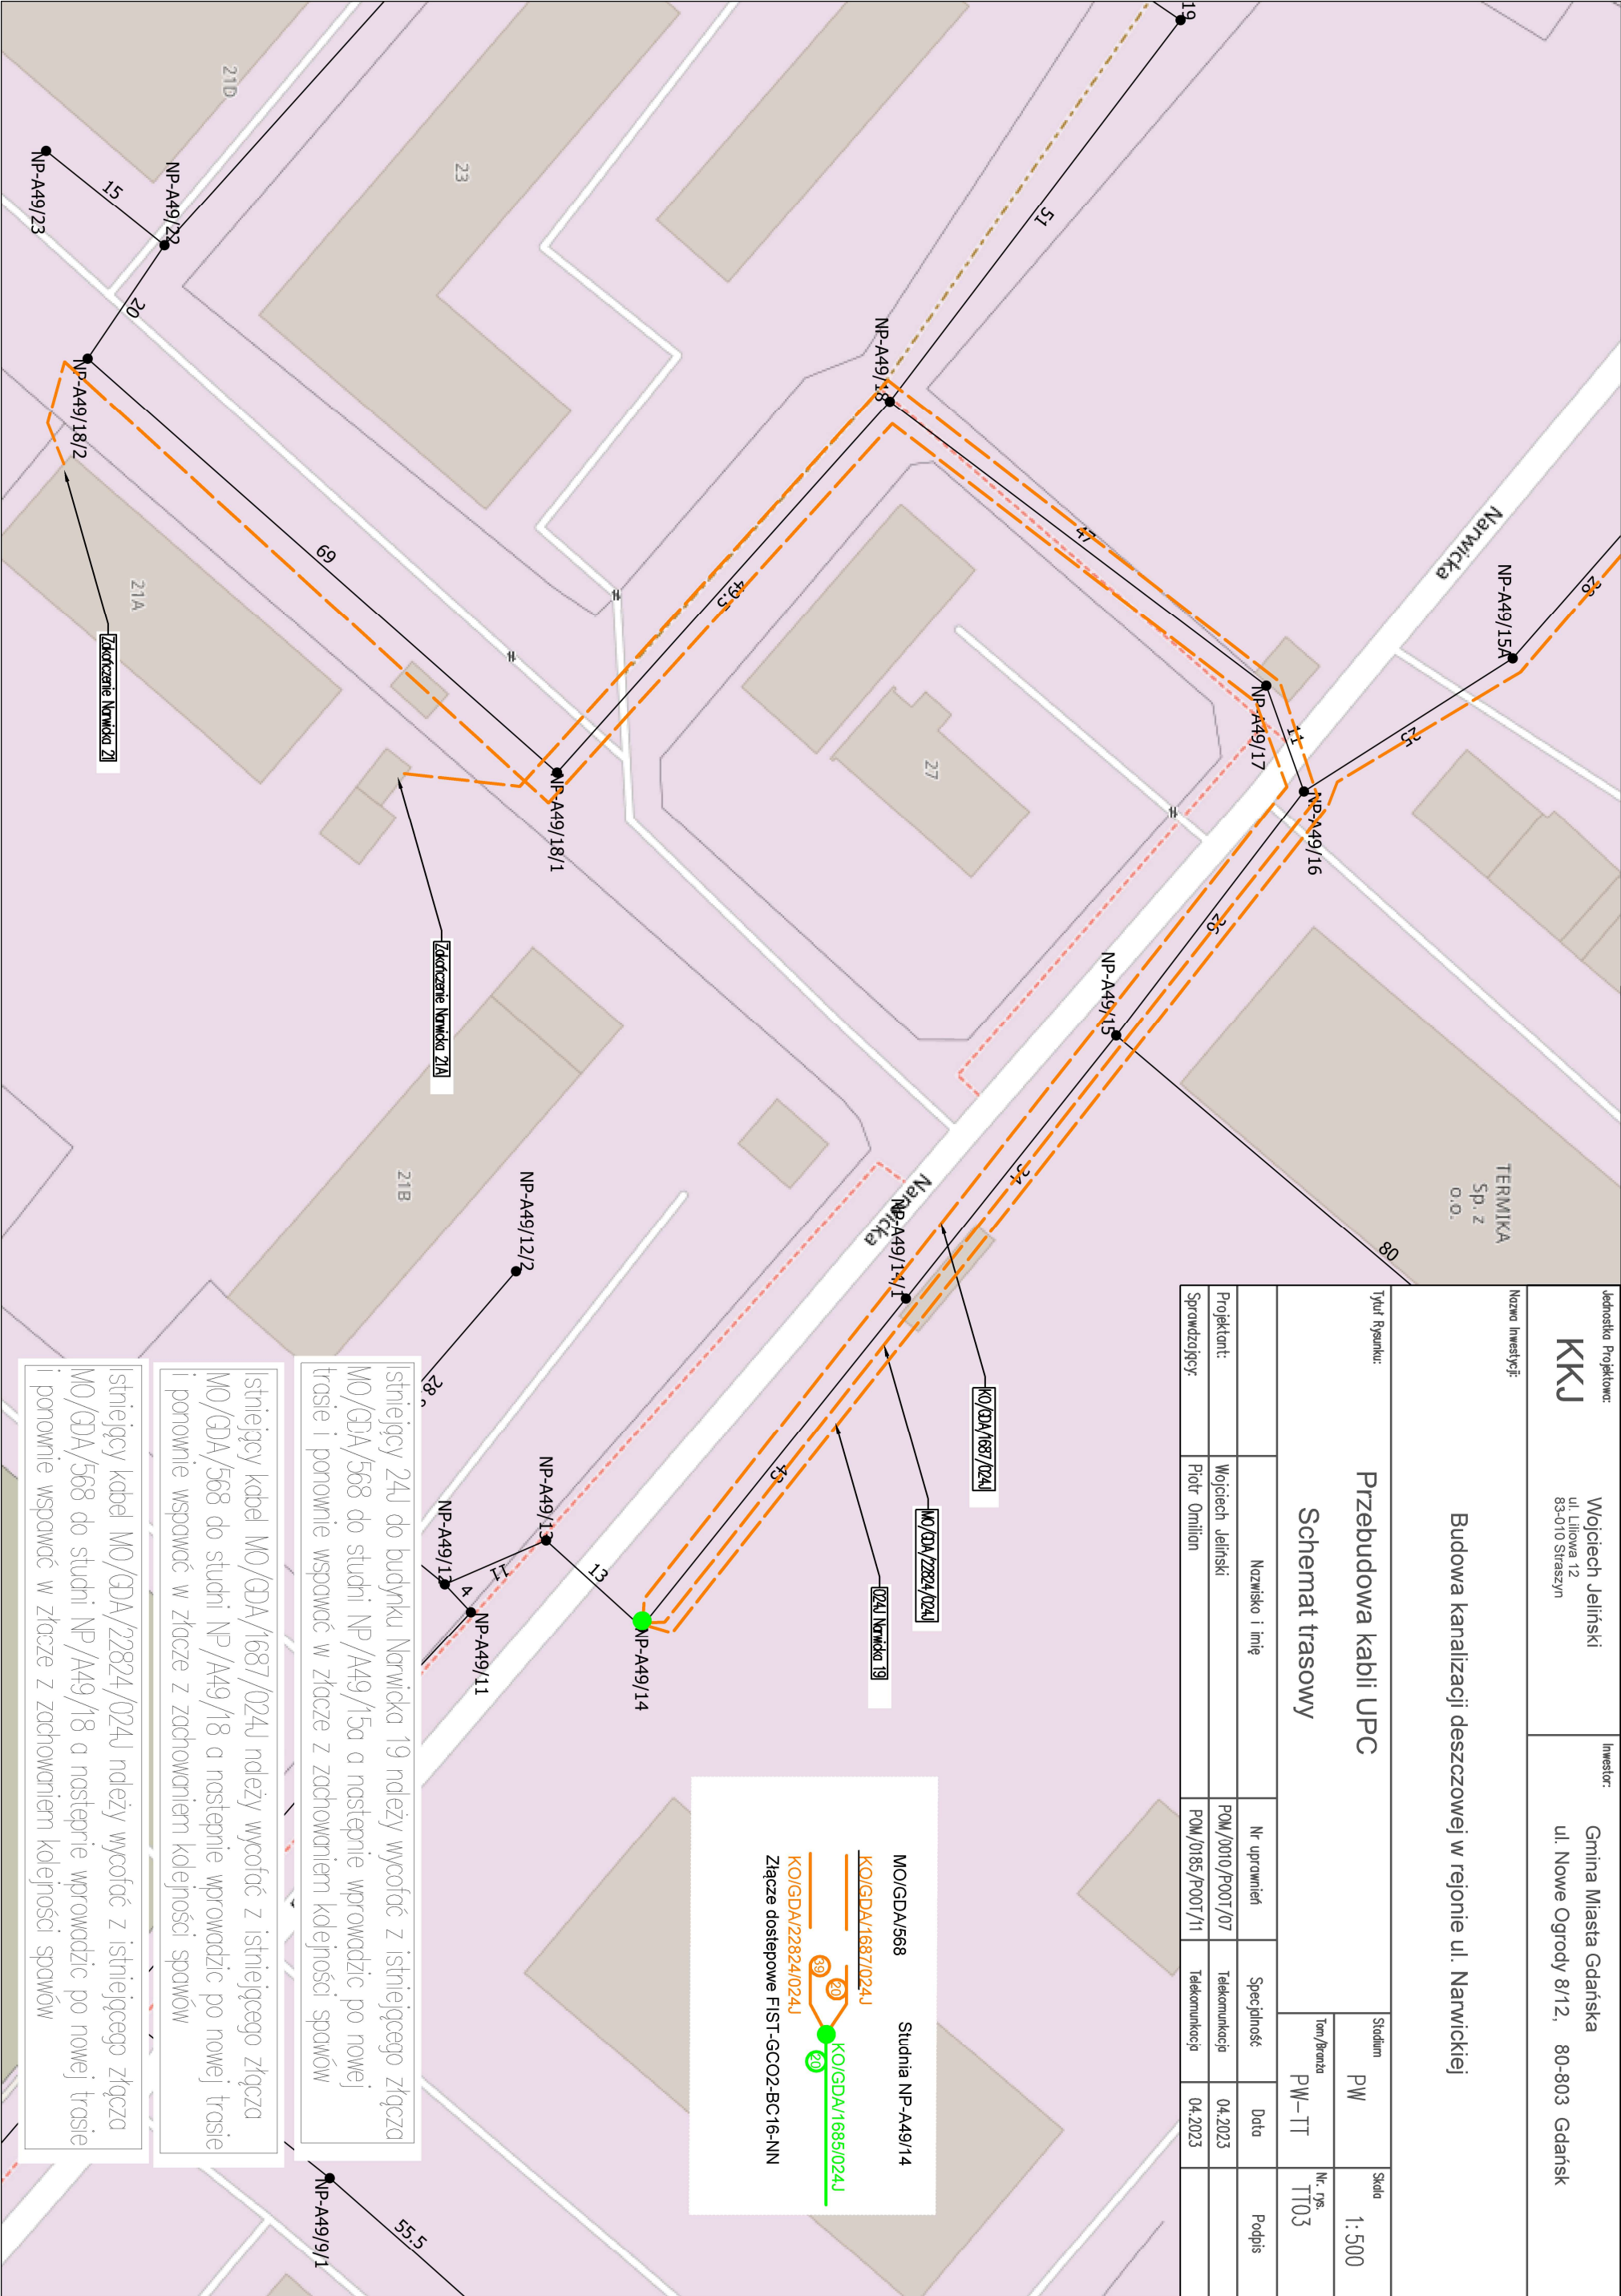 Jednostka Projektowa:
KKJ
Wojciech Jeliński
ul. Liliowa 12
83-010 Straszyn
Inwestor:
Gmina Miasta Gdańska
ul. Nowe Ogrody 8/12, 80-803 Gdańsk
Nazwa Inwestycji:
Budowa kanalizacji deszczowej w rejonie ul. Narwickiej
Tytuł Rysunku:
Przebudowa kabli UPC
Schemat trasowy
Stadium
PW
Skala
1:500
Tom/Branża
PW-TT
Nr. rys.
TT03
Nazwisko i imię
Nr uprawnień
Specjalność
Data
Podpis
Projektant:
Wojciech Jeliński
POM/0010/POOT/07
Telekomunikacja
04.2023
Sprawdzający:
Piotr Omilian
POM/0185/POOT/11
Telekomunikacja
04.2023
19
51
NP-A49/18
47
Narwicka
NP-A49/15A
28
25
NP-A49/17
11
NP-A49/16
26
NP-A49/15
TERMIKA
Sp. z
o.o.
80
34
Narwicka
NP-A49/14/1
KO/GDA/1687/024J
MO/GDA/22824/024J
024J Narwicka 19
43
NP-A49/14
13
NP-A49/13
11
NP-A49/12
4
NP-A49/11
NP-A49/12/2
21B
27
49.5
NP-A49/18/1
Zakończenie Narwicka 21A
69
21A
Zakończenie Narwicka 21
NP-A49/18/2
20
NP-A49/22
15
NP-A49/23
21D
23
NP-A49/9/1
55.5
MO/GDA/568
Studnia NP-A49/14
KO/GDA/1687/024J
20
39
KO/GDA/1685/024J
20
KO/GDA/22824/024J
Złącze dostepowe FIST-GCO2-BC16-NN
Istniejący 24J do budynku Narwicka 19 należy wycofać z istniejącego złącza
MO/GDA/568 do studni NP/A49/15a a następnie wprowadzic po nowej
trasie i ponownie wspawać w złacze z zachowaniem kolejności spawów
Istniejący kabel MO/GDA/1687/024J należy wycofać z istniejącego złącza
MO/GDA/568 do studni NP/A49/18 a następnie wprowadzic po nowej trasie
i ponownie wspawać w złacze z zachowaniem kolejności spawów
Istniejący kabel MO/GDA/22824/024J należy wycofać z istniejącego złącza
MO/GDA/568 do studni NP/A49/18 a następnie wprowadzic po nowej trasie
i ponownie wspawać w złacze z zachowaniem kolejności spawów